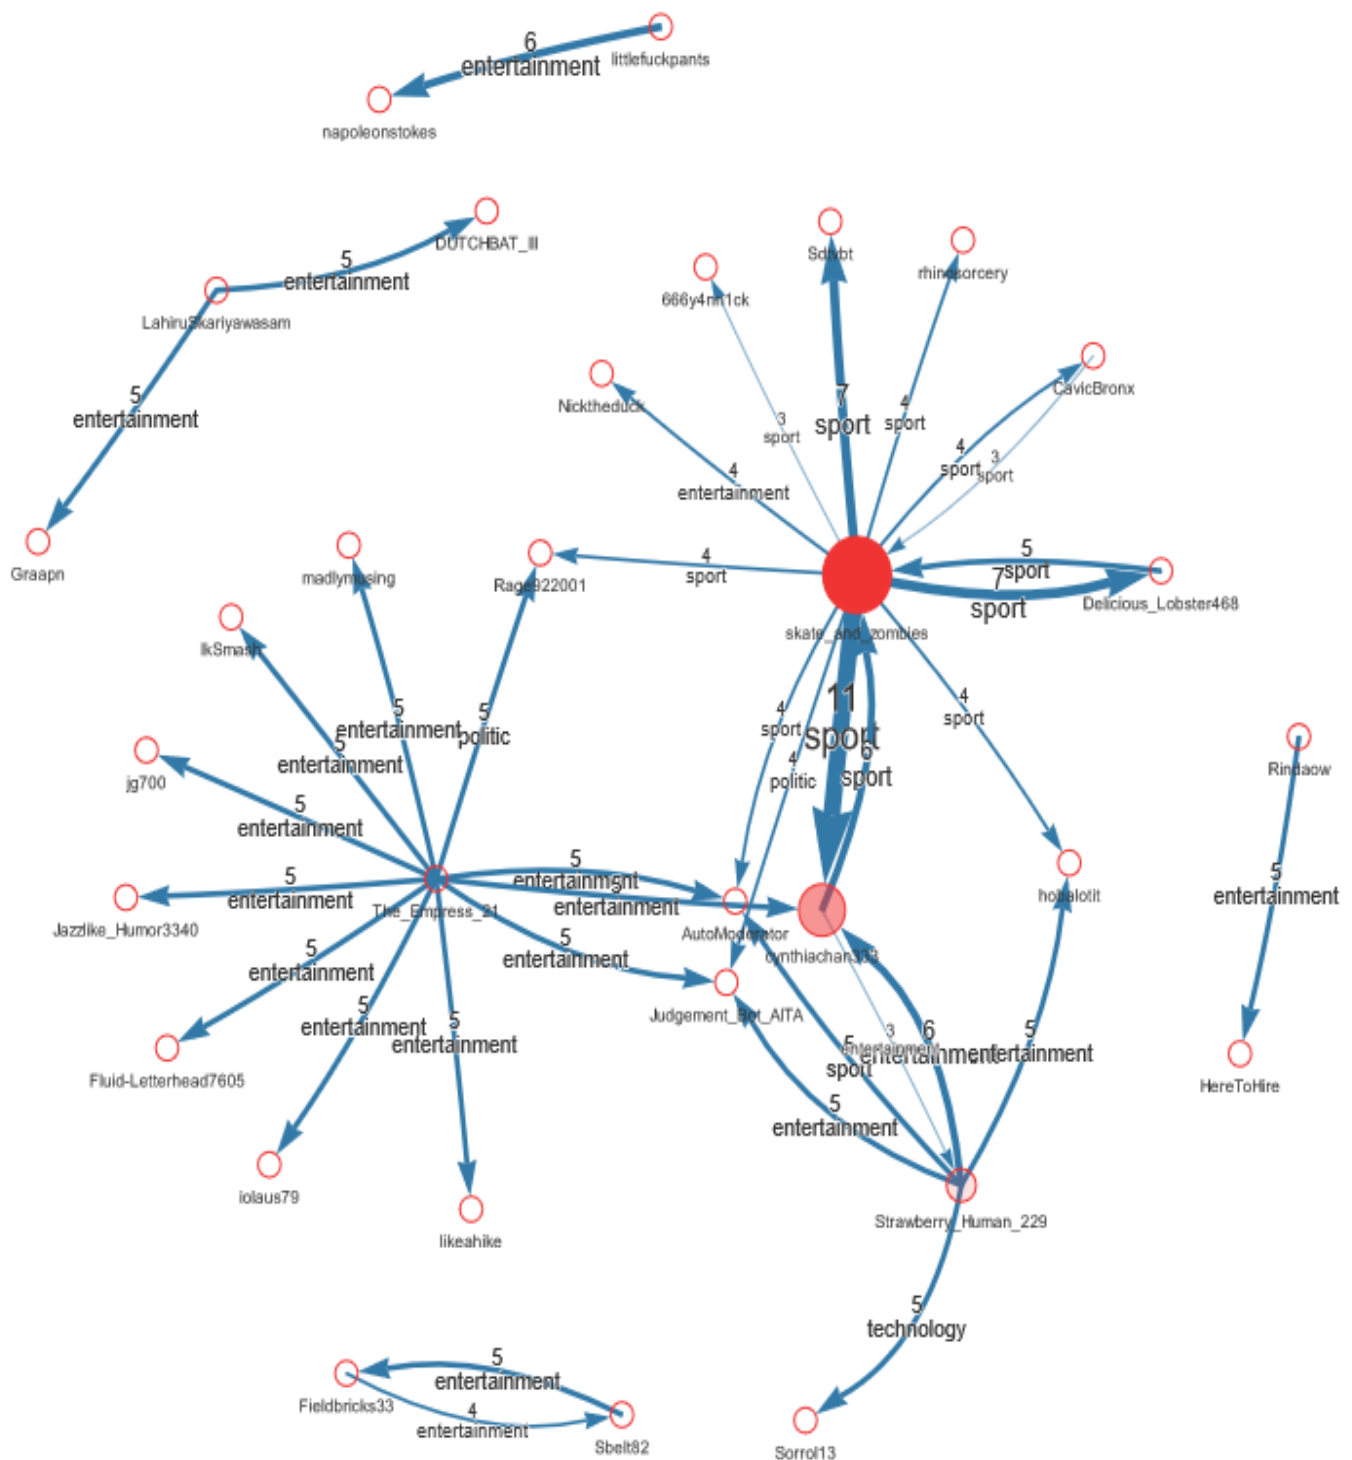 6
entertainment
littlefuckpants
napoleonstokes
DUTCHBAT_III
5
entertainment
LahiruSkariyawasam
5
entertainment
Graapn
Sdtvbt
rhinosorcery
666y4nn1ck
CavicBronx
Nicktheduck
7
sport
4
sport
3
sport
4
sport
3
sport
4
entertainment
madlymusing
Rage922001
4
sport
5
sport
7
sport
Delicious_Lobster468
skate_and_zombies
IkSmash
5
entertainment
5
politic
5
entertainment
jg700
5
entertainment
4
sport
11
sport
6
sport
4
politic
4
sport
Rindaow
5
entertainment
hobalotit
5
entertainment
Jazzlike_Humor3340
The_Empress_21
5
entertainment
5
entertainment
AutoModerator
cynthiachan333
5
entertainment
5
entertainment
Judgement_Bot_AITA
5
entertainment
5
entertainment
Fluid-Letterhead7605
3
entertainment
6
entertainment
5
entertainment
5
sport
HereToHire
5
entertainment
iolaus79
likeahike
Strawberry_Human_229
5
technology
5
entertainment
Fieldbricks33
4
entertainment
Sbelt82
Sorrol13